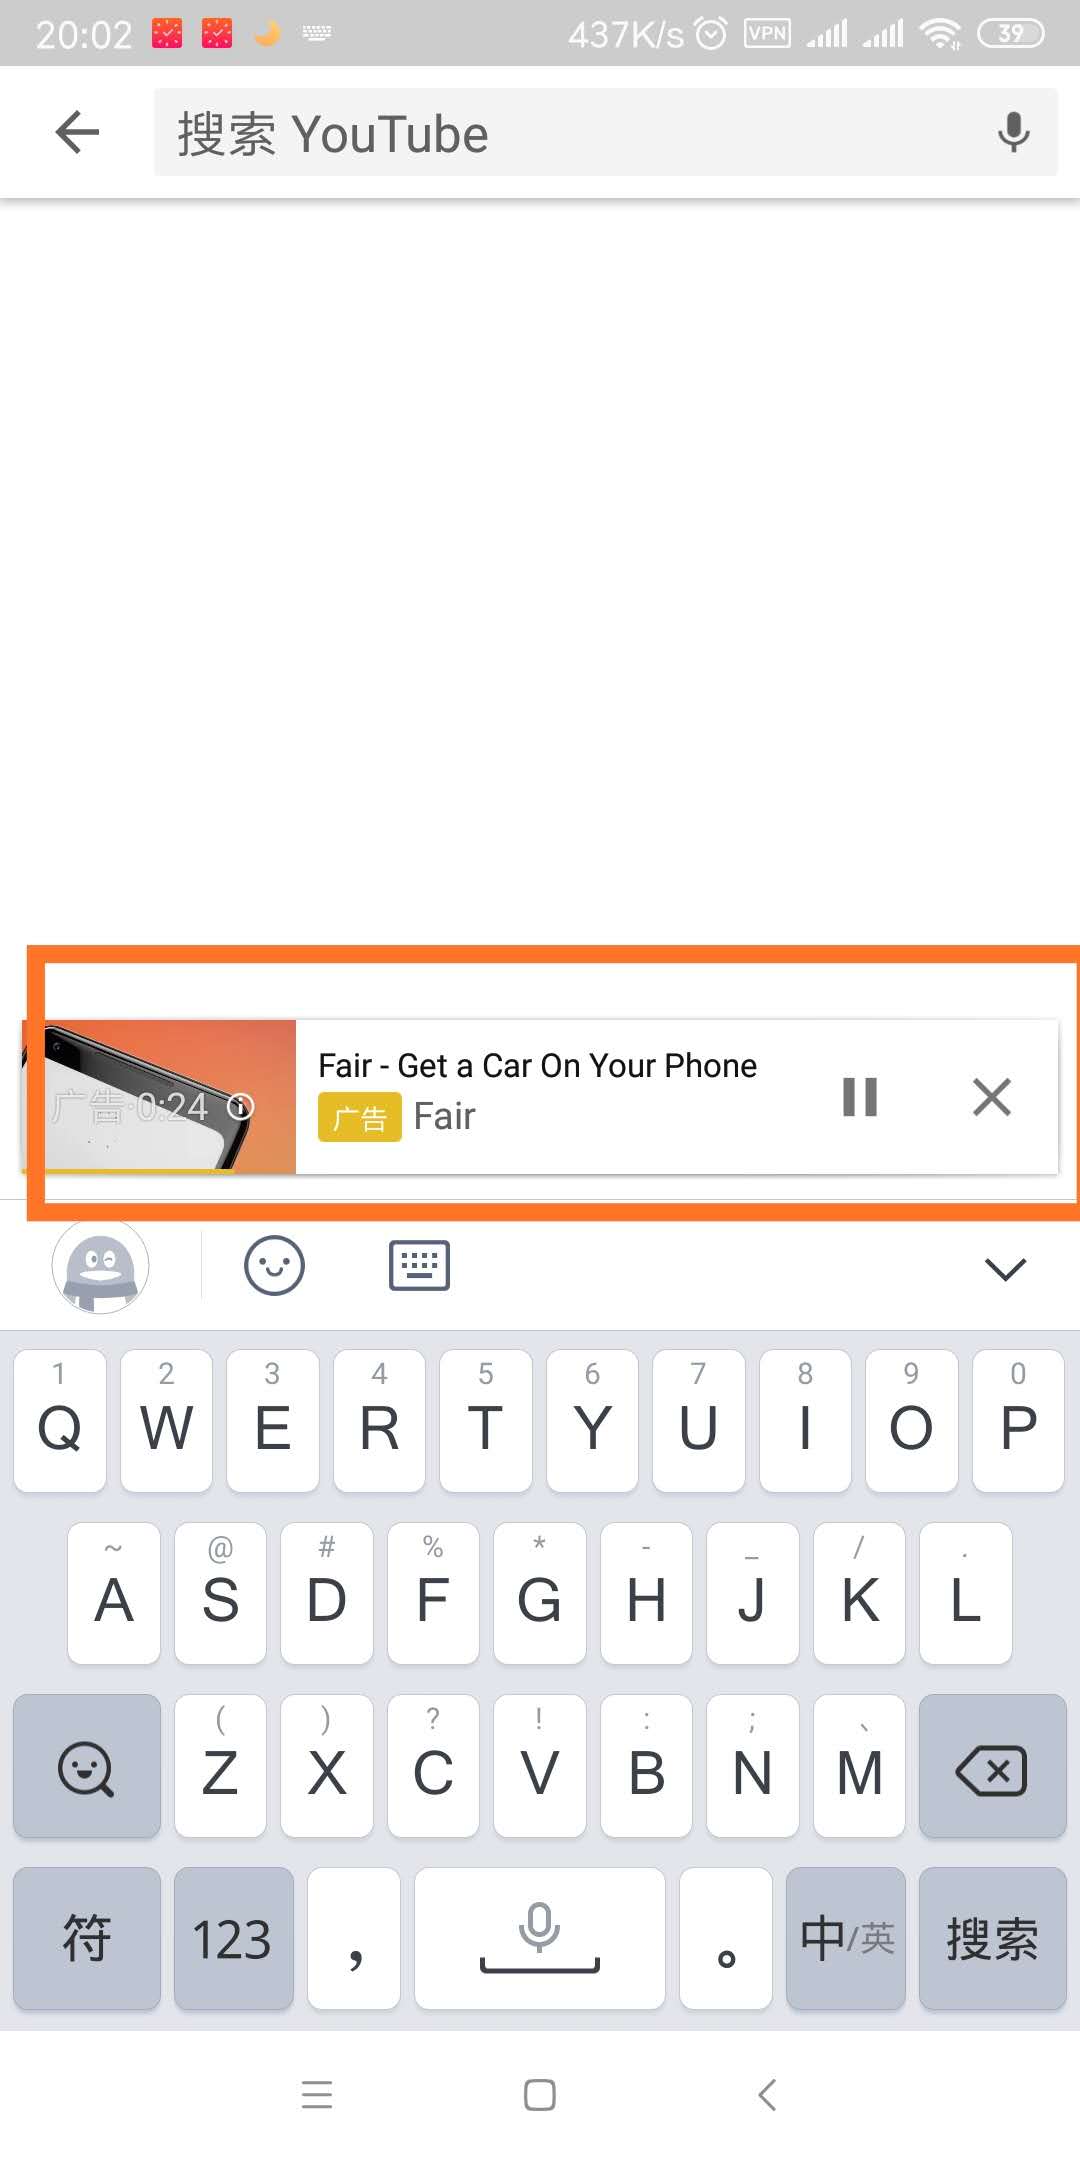 20:02 437K/s VPN 39
搜索 YouTube
Fair - Get a Car On Your Phone
广告·0:24
广告 Fair
1 2 3 4 5 6 7 8 9 0
Q W E R T Y U I O P
~ @ # % * - _ / .
A S D F G H J K L
( ) ? ! : ; 、
Z X C V B N M
符 123 ， 。 中/英 搜索